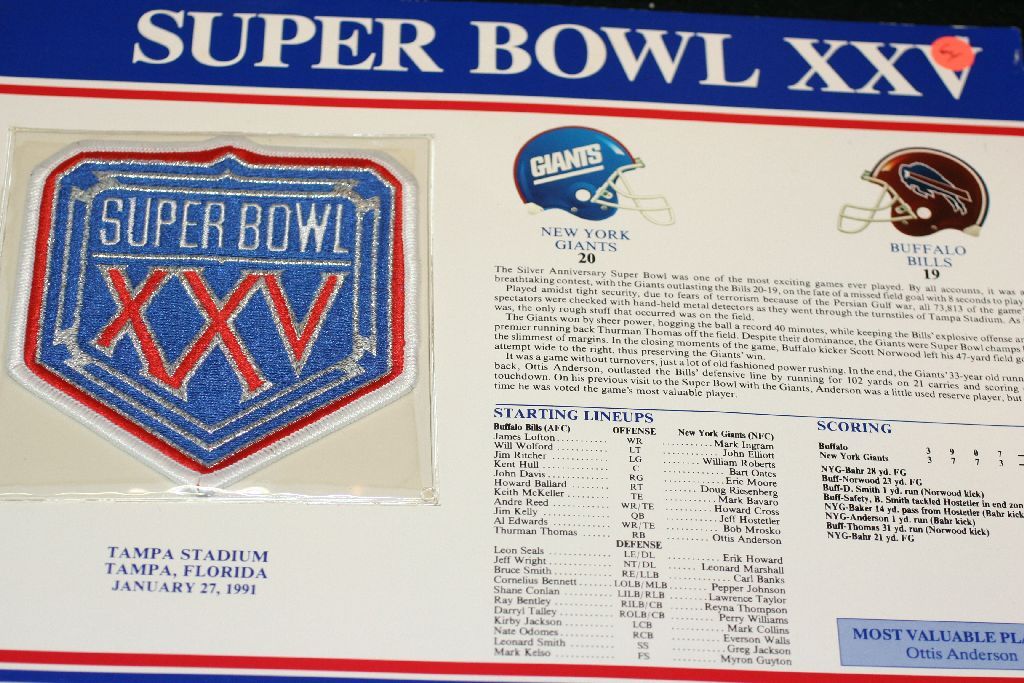 SUPER BOWL XXV
SUPER BOWL
XXV
TAMPA STADIUM
TAMPA, FLORIDA
JANUARY 27, 1991
GIANTS
NEW YORK
GIANTS
20
BUFFALO
BILLS
19
The Silver Anniversary Super Bowl was one of the most exciting games ever played. By all accounts, it was a
breathtaking contest, with the Giants outlasting the Bills 20-19, on the fate of a missed field goal with 8 seconds to play
Played amidst tight security, due to fears of terrorism because of the Persian Gulf war, all 73,813 of the game
spectators were checked with hand-held metal detectors as they went through the turnstiles of Tampa Stadium. As
was, the only rough stuff that occurred was on the field.
The Giants won by sheer power, hogging the ball a record 40 minutes, while keeping the Bills' explosive offense
premier running back Thurman Thomas off the field. Despite their dominance, the Giants were Super Bowl champs
the slimmest of margins. In the closing moments of the game, Buffalo kicker Scott Norwood left his 47-yard field
attempt wide to the right, thus preserving the Giants' win.
It was a game without turnovers, just a lot of old fashioned power rushing. In the end, the Giants' 33-year old
back, Ottis Anderson, outlasted the Bills' defensive line by running for 102 yards on 21 carries and scoring
touchdown. On his previous visit to the Super Bowl with the Giants, Anderson was a little used reserve player, but
time he was voted the game's most valuable player.
STARTING LINEUPS
Buffalo Bills (AFC) OFFENSE New York Giants (NFC)
James Lofton WR Mark Ingram
Will Wolford LT John Elliott
Jim Ritcher LG William Roberts
Kent Hull C Bart Oates
John Davis RG Eric Moore
Howard Ballard RT Doug Riesenberg
Keith McKeller TE Mark Bavaro
Andre Reed WR/TE Howard Cross
Jim Kelly QB Jeff Hostetler
Al Edwards WR/TE Bob Mrosko
Thurman Thomas RB Ottis Anderson
DEFENSE
Leon Seals LE/DL Erik Howard
Jeff Wright NT/DL Leonard Marshall
Bruce Smith RE/LLB Carl Banks
Cornelius Bennett LOLB/MLB Pepper Johnson
Shane Conlan LILB/RLB Lawrence Taylor
Ray Bentley RILB/CB Reyna Thompson
Darryl Talley ROLB/CB Perry Williams
Kirby Jackson LCB Mark Collins
Nate Odomes RCB Everson Walls
Leonard Smith SS Greg Jackson
Mark Kelso FS Myron Guyton
SCORING
Buffalo 3 9 0 7
New York Giants 3 7 7 3
NYG-Bahr 28 yd. FG
Buff-Norwood 23 yd. FG
Buff-D. Smith 1 yd. run (Norwood kick)
Buff-Safety, B. Smith tackled Hostetler in end zon
NYG-Baker 14 yd. pass from Hostetler (Bahr kick
NYG-Anderson 1 yd. run (Bahr kick)
Buff-Thomas 31 yd. run (Norwood kick)
NYG-Bahr 21 yd. FG
MOST VALUABLE PL
Ottis Anderson